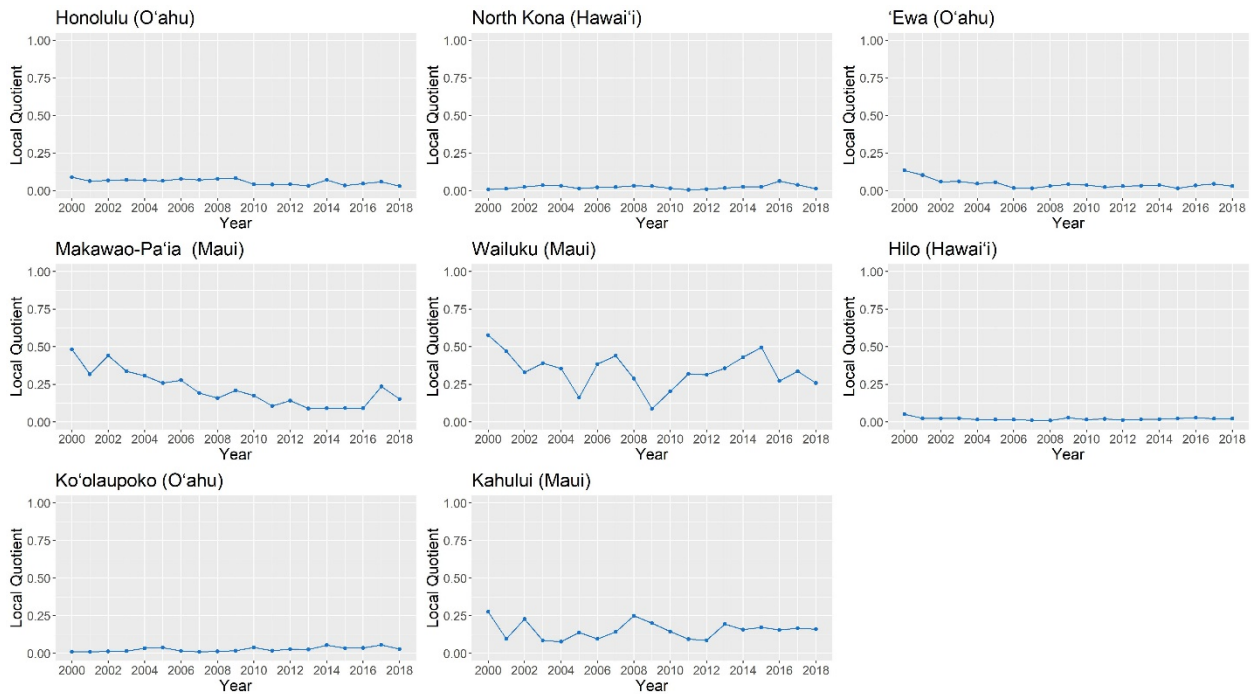 Honolulu (Oʻahu)
1.00
0.75
0.50
0.25
0.00
Local Quotient
2000 2002 2004 2006 2008 2010 2012 2014 2016 2018
Year
North Kona (Hawaiʻi)
1.00
0.75
0.50
0.25
0.00
Local Quotient
2000 2002 2004 2006 2008 2010 2012 2014 2016 2018
Year
ʻEwa (Oʻahu)
1.00
0.75
0.50
0.25
0.00
Local Quotient
2000 2002 2004 2006 2008 2010 2012 2014 2016 2018
Year
Makawao-Paʻia (Maui)
1.00
0.75
0.50
0.25
0.00
Local Quotient
2000 2002 2004 2006 2008 2010 2012 2014 2016 2018
Year
Wailuku (Maui)
1.00
0.75
0.50
0.25
0.00
Local Quotient
2000 2002 2004 2006 2008 2010 2012 2014 2016 2018
Year
Hilo (Hawaiʻi)
1.00
0.75
0.50
0.25
0.00
Local Quotient
2000 2002 2004 2006 2008 2010 2012 2014 2016 2018
Year
Koʻolaupoko (Oʻahu)
1.00
0.75
0.50
0.25
0.00
Local Quotient
2000 2002 2004 2006 2008 2010 2012 2014 2016 2018
Year
Kahului (Maui)
1.00
0.75
0.50
0.25
0.00
Local Quotient
2000 2002 2004 2006 2008 2010 2012 2014 2016 2018
Year